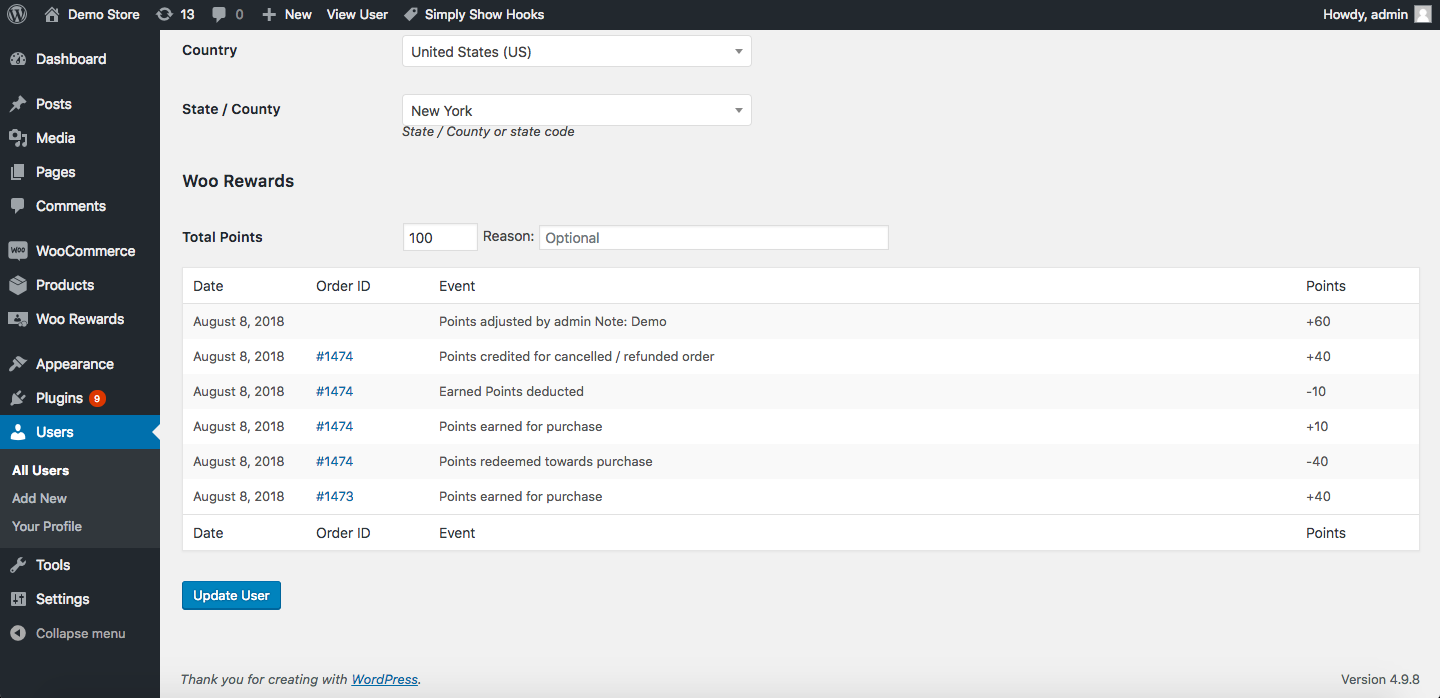 Demo Store 13 0 New View User Simply Show Hooks Howdy, admin
Dashboard
Posts
Media
Pages
Comments
WOO WooCommerce
Products
Woo Rewards
Appearance
Plugins 9
Users
All Users
Add New
Your Profile
Tools
Settings
Collapse menu
Country United States (US)
State / County New York
State / County or state code
Woo Rewards
Total Points 100 Reason: Optional
Date Order ID Event Points
August 8, 2018 Points adjusted by admin Note: Demo +60
August 8, 2018 #1474 Points credited for cancelled / refunded order +40
August 8, 2018 #1474 Earned Points deducted -10
August 8, 2018 #1474 Points earned for purchase +10
August 8, 2018 #1474 Points redeemed towards purchase -40
August 8, 2018 #1473 Points earned for purchase +40
Date Order ID Event Points
Update User
Thank you for creating with WordPress. Version 4.9.8